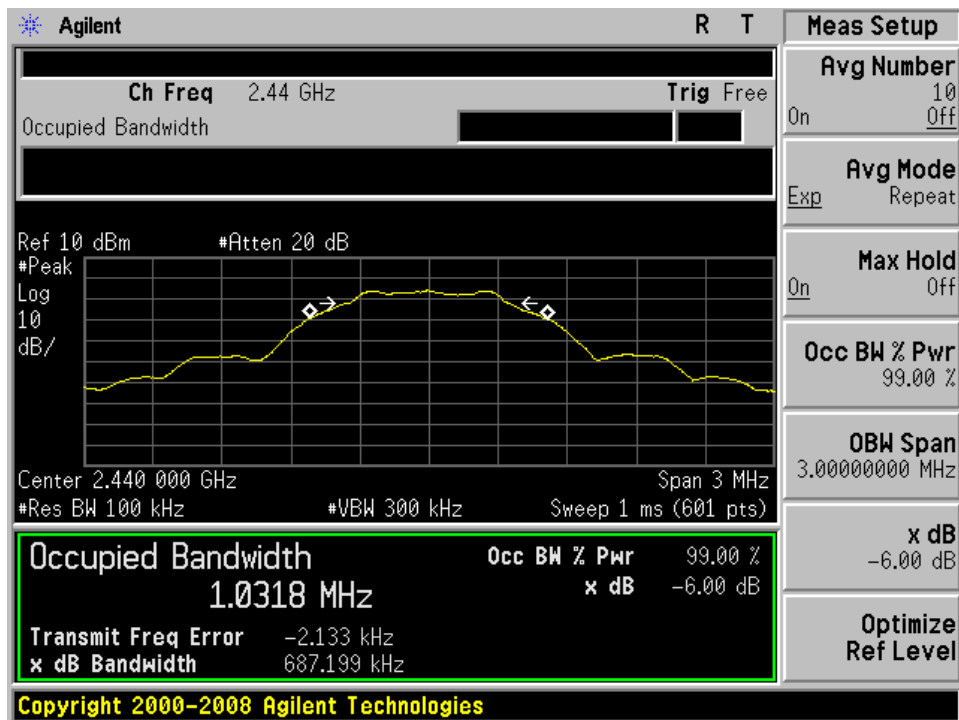 Agilent R T
Ch Freq 2.44 GHz Trig Free
Occupied Bandwidth
Ref 10 dBm #Atten 20 dB
#Peak
Log
10
dB/
Center 2.440 000 GHz Span 3 MHz
#Res BW 100 kHz #VBW 300 kHz Sweep 1 ms (601 pts)
Occupied Bandwidth Occ BW % Pwr 99.00 %
1.0318 MHz x dB -6.00 dB
Transmit Freq Error -2.133 kHz
x dB Bandwidth 687.199 kHz
Copyright 2000-2008 Agilent Technologies
Meas Setup
Avg Number
10
On Off
Avg Mode
Exp Repeat
Max Hold
On Off
Occ BW % Pwr
99.00 %
OBW Span
3.00000000 MHz
x dB
-6.00 dB
Optimize
Ref Level